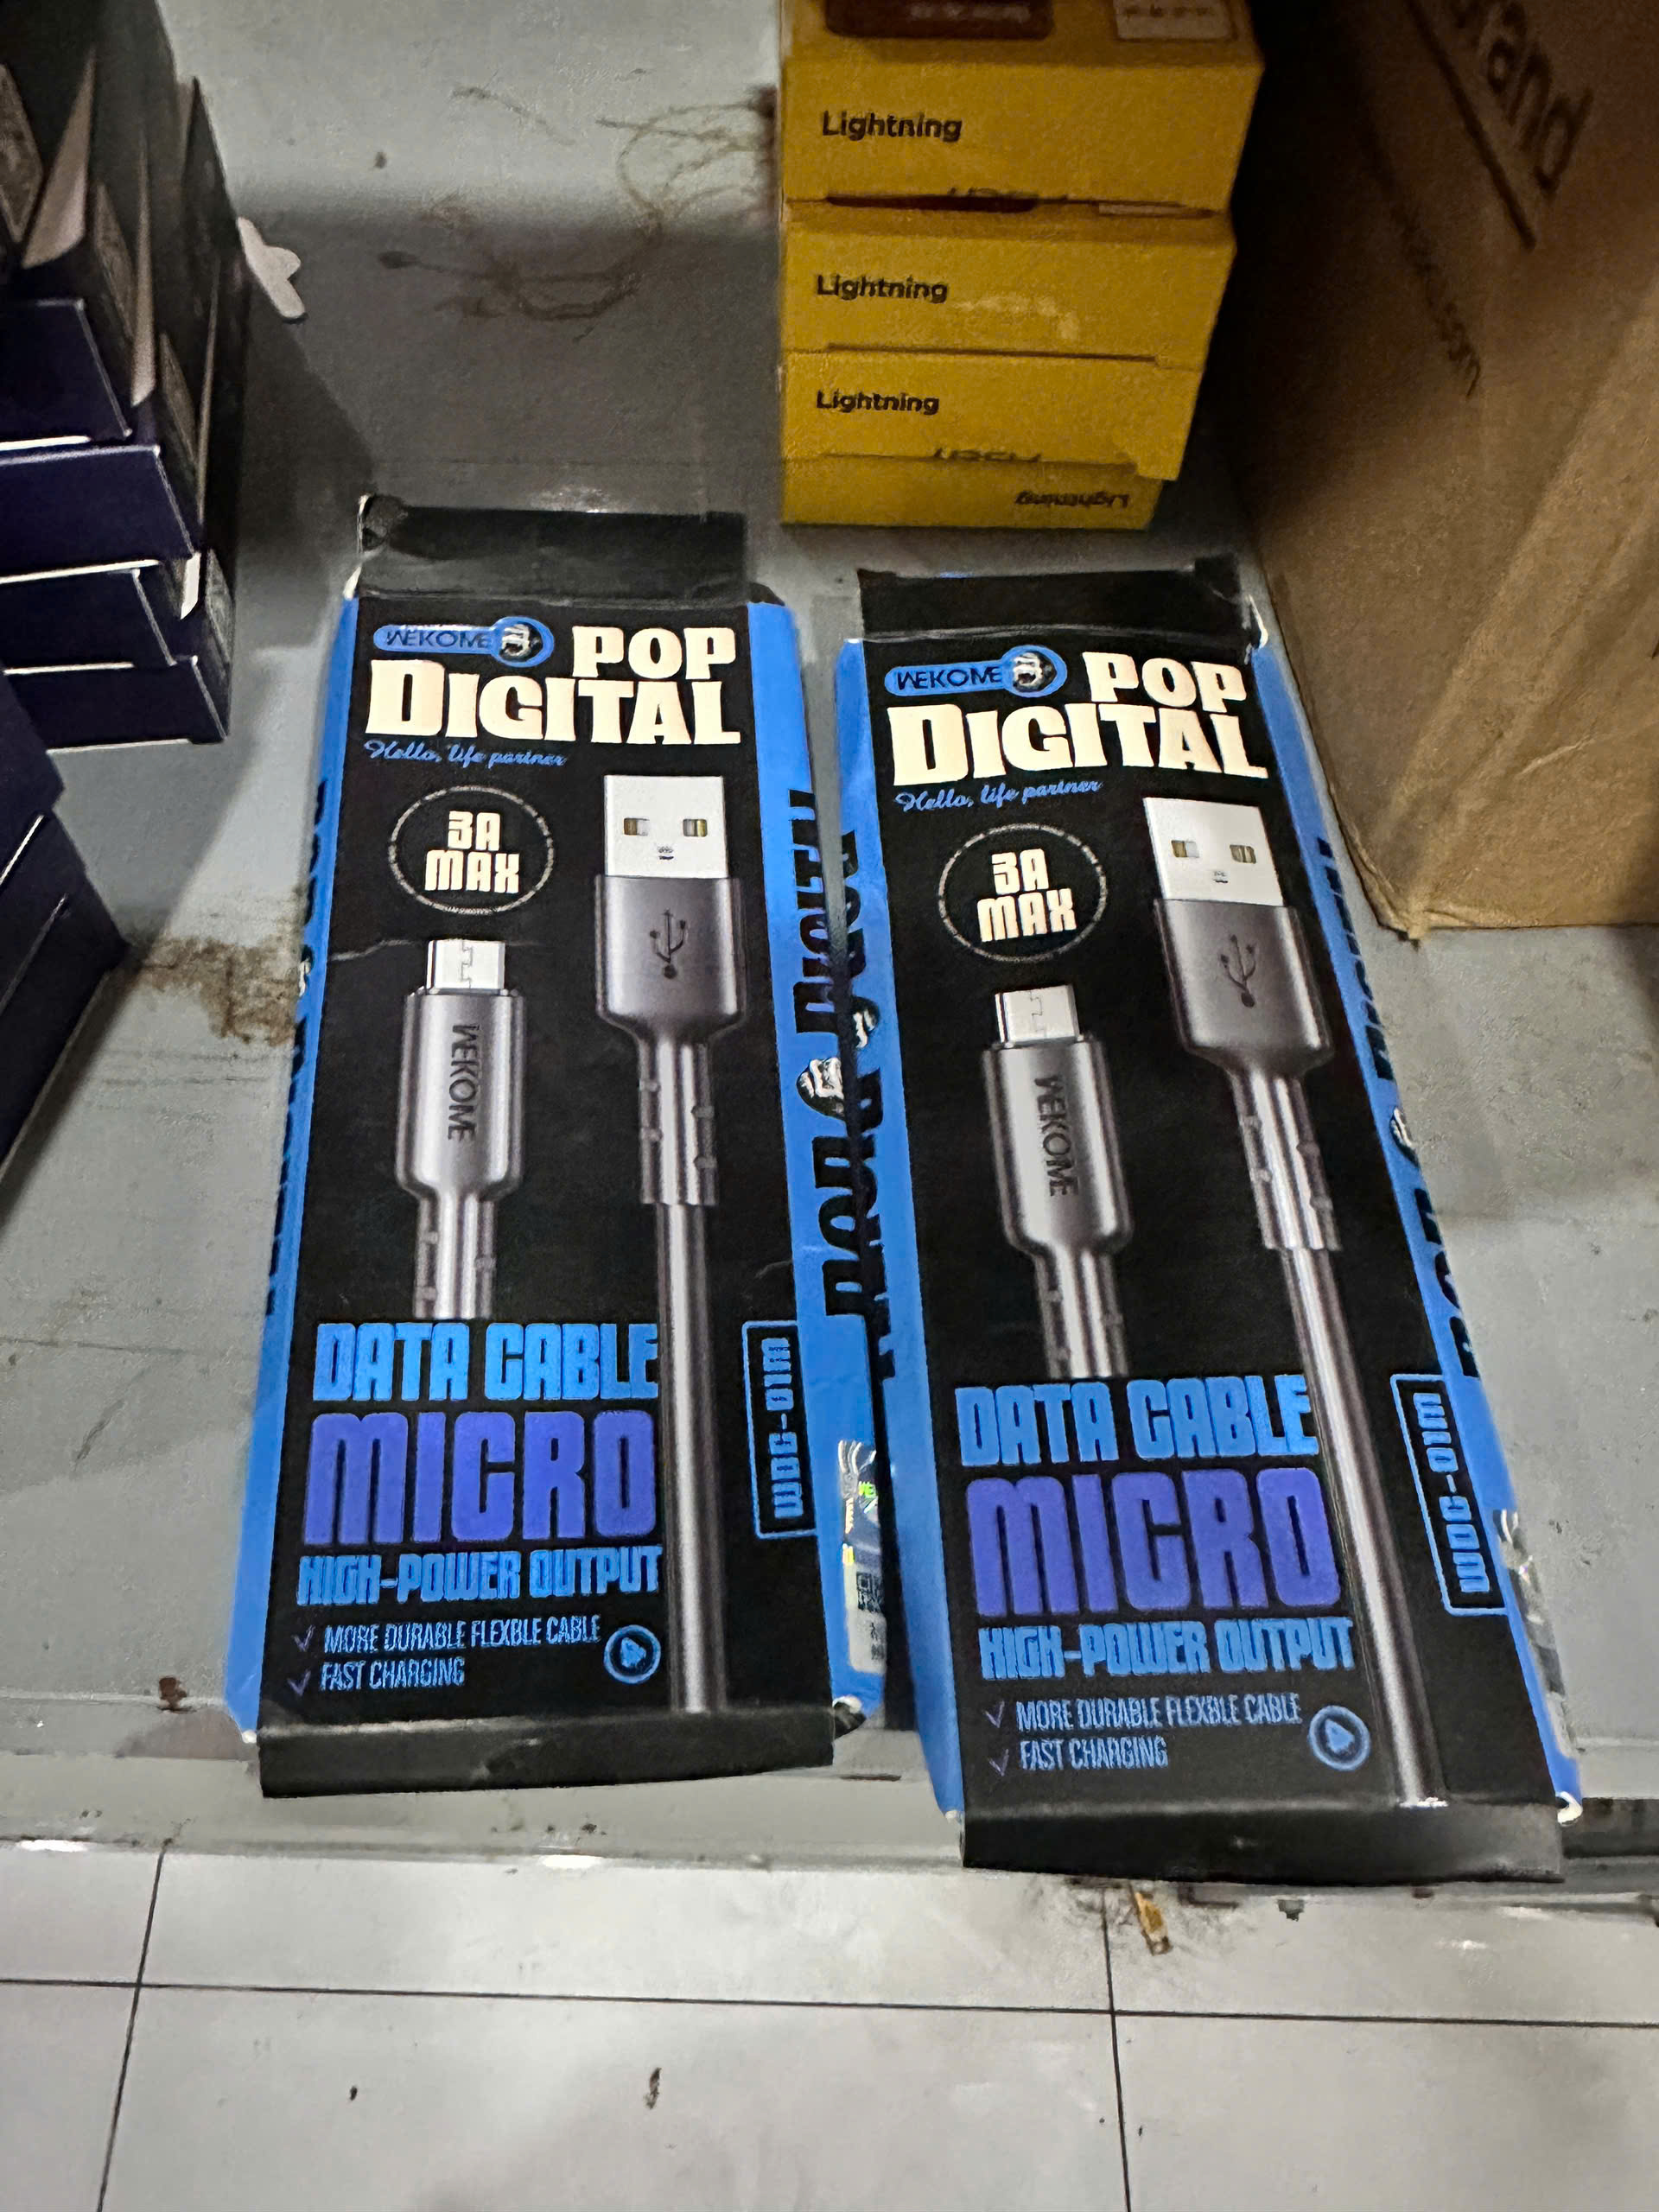 Lightning
Lightning
Lightning
Lightning
WEKOME POP
DIGITAL
Hello, life partner
3A
MAX
WEKOME
DATA CABLE
MICRO
WDC-01M
HIGH-POWER OUTPUT
MORE DURABLE FLEXBLE CABLE
FAST CHARGING
WEKOME POP
DIGITAL
Hello, life partner
3A
MAX
WEKOME
DATA CABLE
MICRO
WDC-01M
HIGH-POWER OUTPUT
MORE DURABLE FLEXBLE CABLE
FAST CHARGING